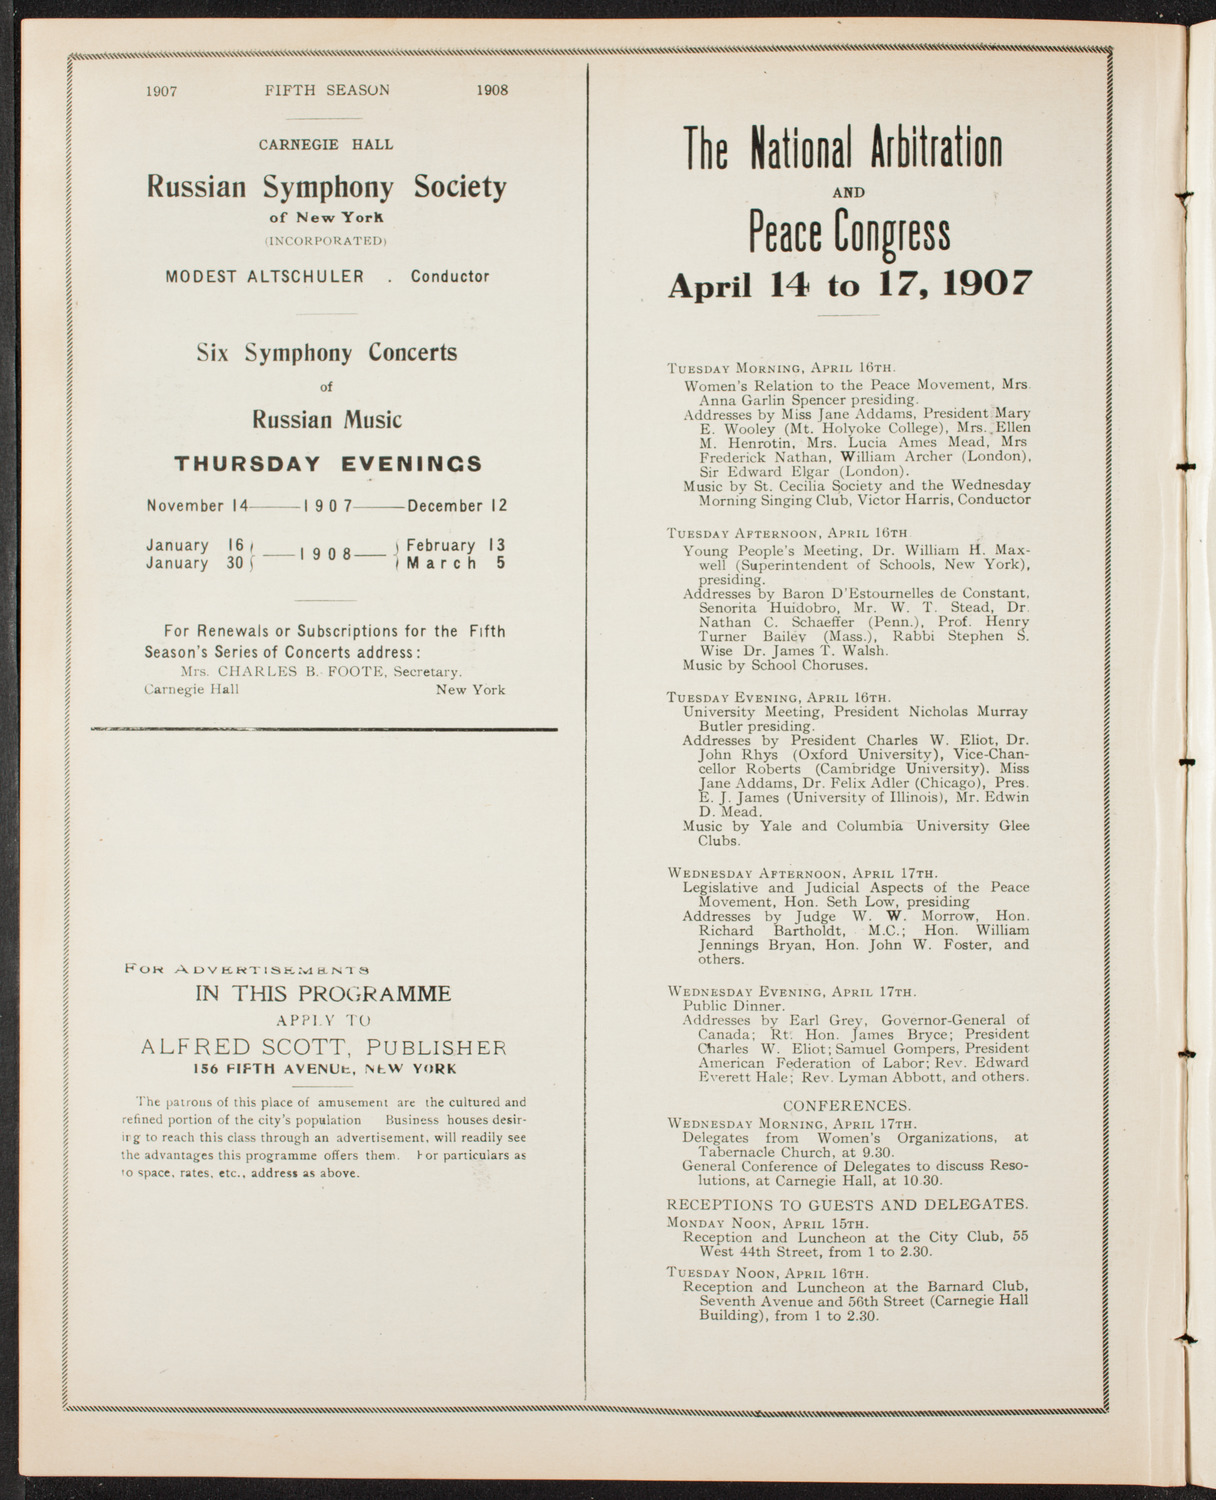 1907 FIFTH SEASON 1908
CARNEGIE HALL
Russian Symphony Society
of New York
(INCORPORATED)
MODEST ALTSCHULER . Conductor
Six Symphony Concerts
of
Russian Music
THURSDAY EVENINGS
November 14——1907——December 12
January 16 } ——1908—— { February 13
January 30 } { March 5
For Renewals or Subscriptions for the Fifth
Season's Series of Concerts address:
Mrs. CHARLES B. FOOTE, Secretary.
Carnegie Hall New York
FOR ADVERTISEMENTS
IN THIS PROGRAMME
APPLY TO
ALFRED SCOTT, PUBLISHER
156 FIFTH AVENUE, NEW YORK
The patrons of this place of amusement are the cultured and
refined portion of the city's population Business houses desir-
ing to reach this class through an advertisement, will readily see
the advantages this programme offers them. For particulars as
to space, rates, etc., address as above.
The National Arbitration
AND
Peace Congress
April 14 to 17, 1907
TUESDAY MORNING, APRIL 16TH.
Women's Relation to the Peace Movement, Mrs.
Anna Garlin Spencer presiding.
Addresses by Miss Jane Addams, President Mary
E. Wooley (Mt. Holyoke College), Mrs. Ellen
M. Henrotin, Mrs. Lucia Ames Mead, Mrs
Frederick Nathan, William Archer (London),
Sir Edward Elgar (London).
Music by St. Cecilia Society and the Wednesday
Morning Singing Club, Victor Harris, Conductor
TUESDAY AFTERNOON, APRIL 16TH
Young People's Meeting, Dr. William H. Max-
well (Superintendent of Schools, New York),
presiding.
Addresses by Baron D'Estournelles de Constant,
Senorita Huidobro, Mr. W. T. Stead, Dr.
Nathan C. Schaeffer (Penn.), Prof. Henry
Turner Bailey (Mass.), Rabbi Stephen S.
Wise Dr. James T. Walsh.
Music by School Choruses.
TUESDAY EVENING, APRIL 16TH.
University Meeting, President Nicholas Murray
Butler presiding.
Addresses by President Charles W. Eliot, Dr.
John Rhys (Oxford University), Vice-Chan-
cellor Roberts (Cambridge University). Miss
Jane Addams, Dr. Felix Adler (Chicago), Pres.
E. J. James (University of Illinois), Mr. Edwin
D. Mead.
Music by Yale and Columbia University Glee
Clubs.
WEDNESDAY AFTERNOON, APRIL 17TH.
Legislative and Judicial Aspects of the Peace
Movement, Hon. Seth Low, presiding
Addresses by Judge W. W. Morrow, Hon.
Richard Bartholdt, M.C.; Hon. William
Jennings Bryan, Hon. John W. Foster, and
others.
WEDNESDAY EVENING, APRIL 17TH.
Public Dinner.
Addresses by Earl Grey, Governor-General of
Canada; Rt. Hon. James Bryce; President
Charles W. Eliot; Samuel Gompers, President
American Federation of Labor; Rev. Edward
Everett Hale; Rev. Lyman Abbott, and others.
CONFERENCES.
WEDNESDAY MORNING, APRIL 17TH.
Delegates from Women's Organizations, at
Tabernacle Church, at 9.30.
General Conference of Delegates to discuss Reso-
lutions, at Carnegie Hall, at 10.30.
RECEPTIONS TO GUESTS AND DELEGATES.
MONDAY NOON, APRIL 15TH.
Reception and Luncheon at the City Club, 55
West 44th Street, from 1 to 2.30.
TUESDAY NOON, APRIL 16TH.
Reception and Luncheon at the Barnard Club,
Seventh Avenue and 56th Street (Carnegie Hall
Building), from 1 to 2.30.